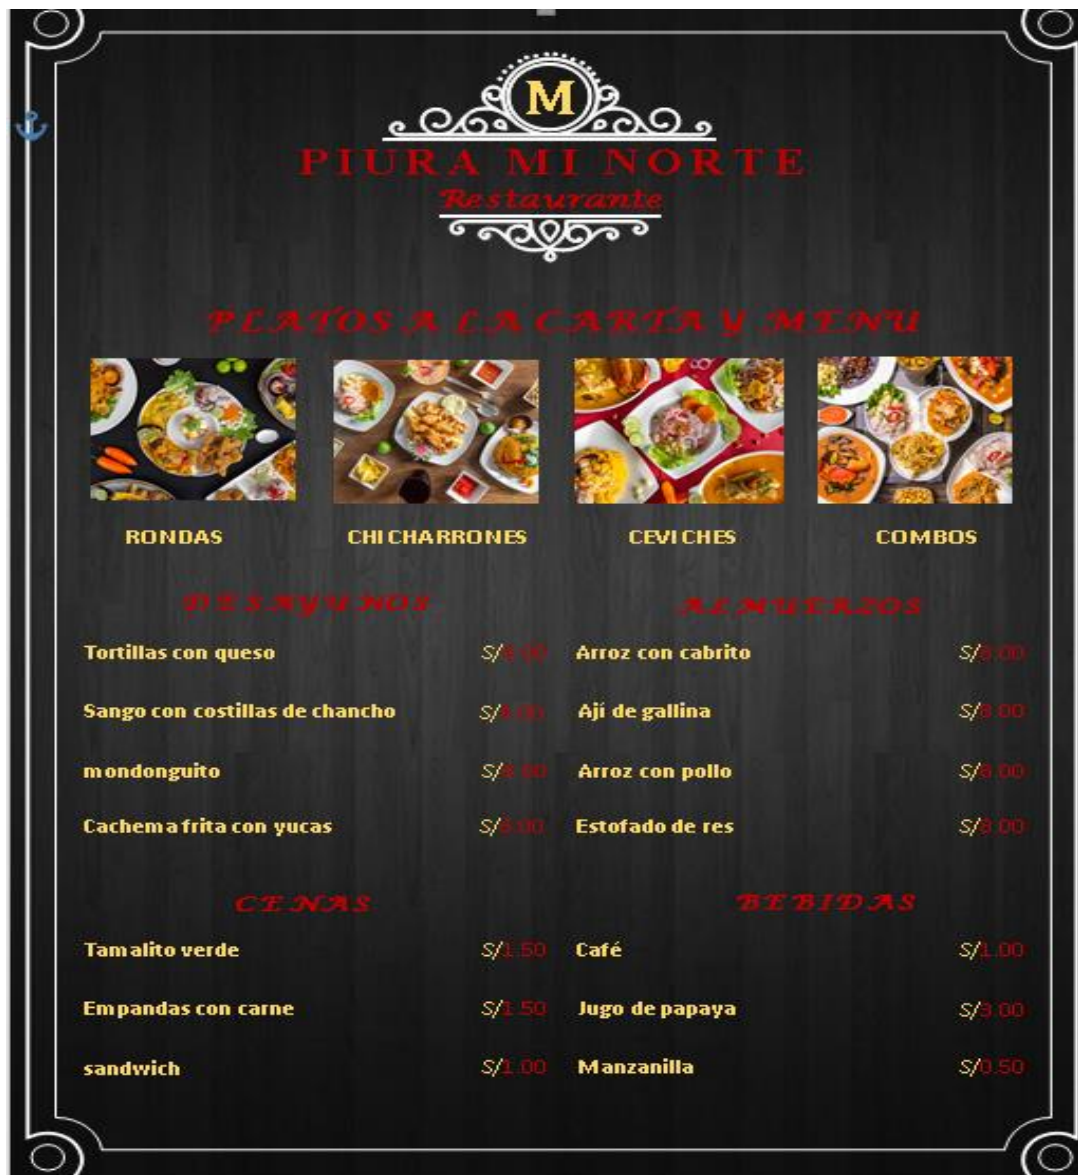 M
PIURA MI NORTE
Restaurante
PLATOS A LA CARTA Y MENU
RONDAS CHICHARRONES CEVICHES COMBOS
DESAYUNOS ALMUERZOS
Tortillas con queso S/ Arroz con cabrito S/8.00
Sango con costillas de chancho S/ Ají de gallina S/8.00
mondonguito S/ Arroz con pollo S/8.00
Cachema frita con yucas S/ Estofado de res S/8.00
CENAS BEBIDAS
Tamalito verde S/1.50 Café S/1.00
Empandas con carne S/1.50 Jugo de papaya S/3.00
sandwich S/1.00 Manzanilla S/0.50